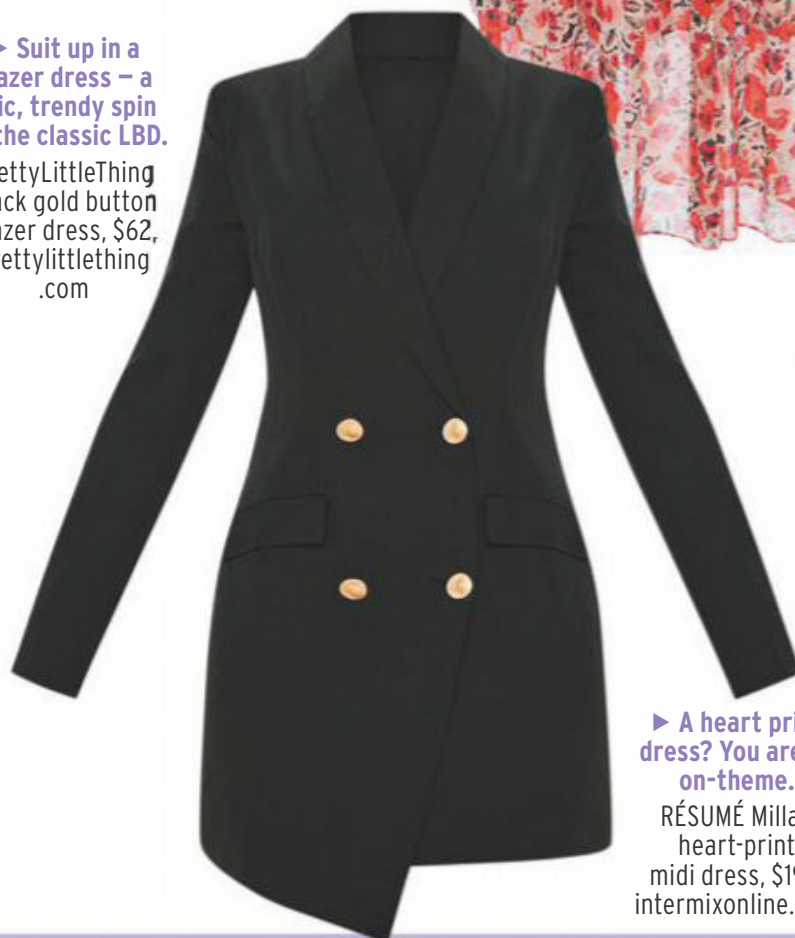 ▶ Suit up in a
azer dress – a
ic, trendy spin
the classic LBD.
ettyLittleThing
ack gold button
azer dress, $62,
ettylittlething
.com
▶ A heart pri
dress? You are
on-theme.
RÉSUMÉ Milla
heart-print
midi dress, $19
intermixonline.